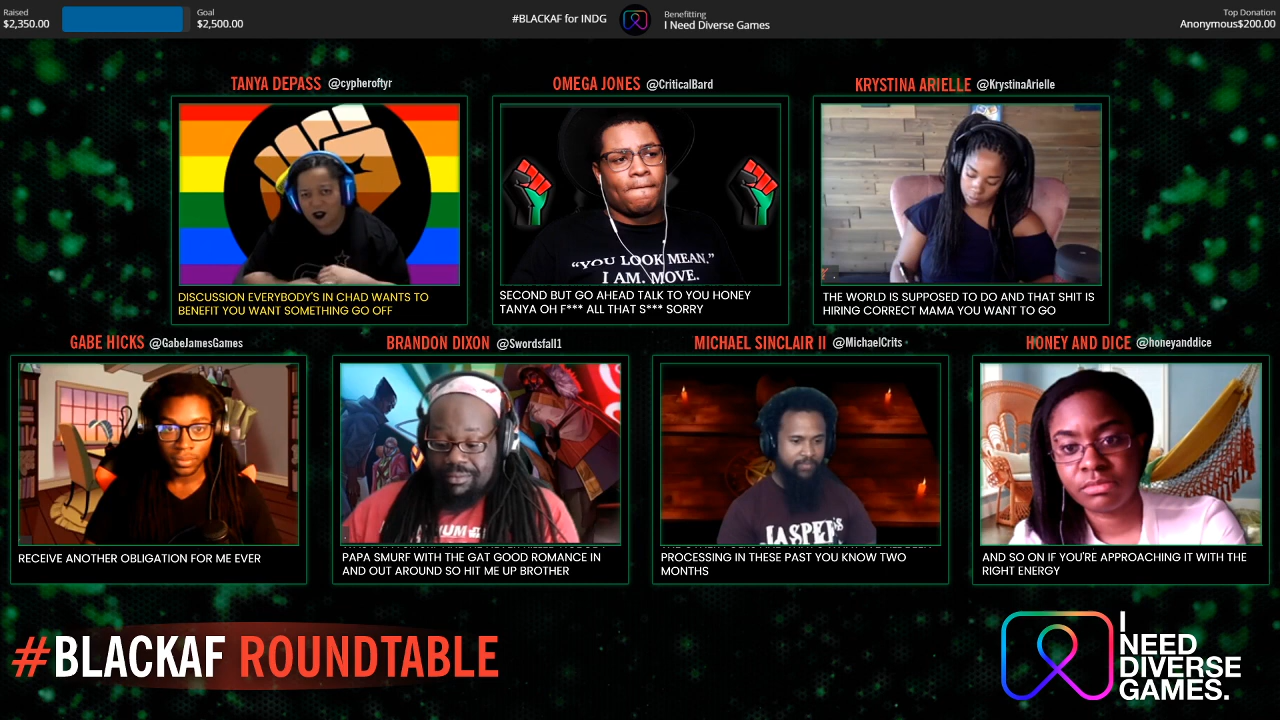 Raised
$2,350.00
Goal
$2,500.00
#BLACKAF for INDG
Benefitting
I Need Diverse Games
Top Donation
Anonymous$200.00
TANYA DEPASS @cypheroftyr
OMEGA JONES @CriticalBard
KRYSTINA ARIELLE @KrystinaArielle
"YOU LOOK MEAN."
I AM. MOVE.
DISCUSSION EVERYBODY'S IN CHAD WANTS TO
BENEFIT YOU WANT SOMETHING GO OFF
SECOND BUT GO AHEAD TALK TO YOU HONEY
TANYA OH F*** ALL THAT S*** SORRY
THE WORLD IS SUPPOSED TO DO AND THAT SHIT IS
HIRING CORRECT MAMA YOU WANT TO GO
GABE HICKS @GabeJamesGames
BRANDON DIXON @Swordsfall1
MICHAEL SINCLAIR II @MichaelCrits
HONEY AND DICE @honeyanddice
JASPER'S
RECEIVE ANOTHER OBLIGATION FOR ME EVER
PAPA SMURF WITH THE GAT GOOD ROMANCE IN
AND OUT AROUND SO HIT ME UP BROTHER
PROCESSING IN THESE PAST YOU KNOW TWO
MONTHS
AND SO ON IF YOU'RE APPROACHING IT WITH THE
RIGHT ENERGY
#BLACKAF ROUNDTABLE
I
NEED
DIVERSE
GAMES.